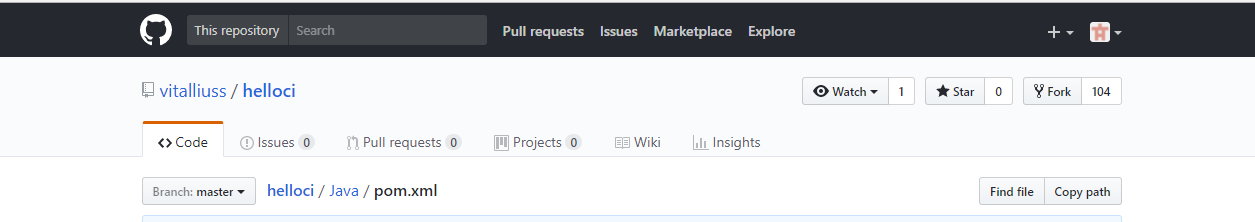 This repository Search Pull requests Issues Marketplace Explore
vitalliuss / helloci Watch 1 Star 0 Fork 104
Code Issues 0 Pull requests 0 Projects 0 Wiki Insights
Branch: master helloci / Java / pom.xml Find file Copy path